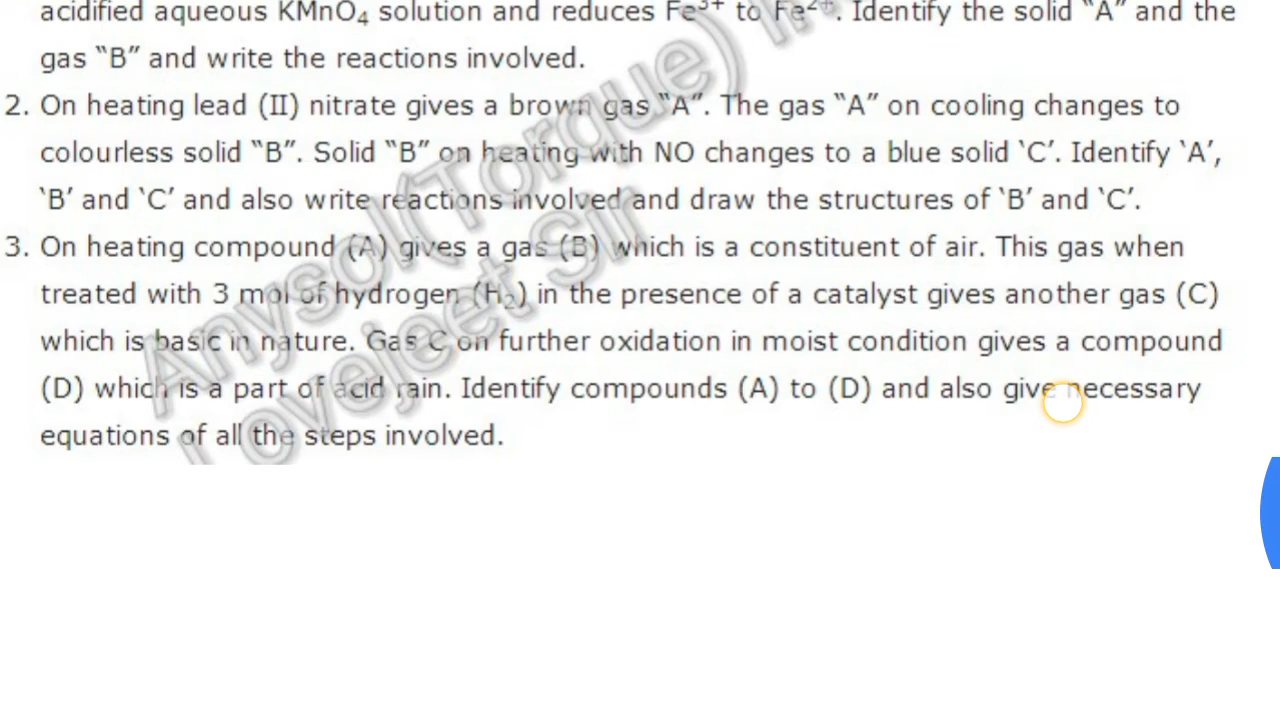 acidified aqueous KMnO₄ solution and reduces Fe³⁺ to Fe²⁺. Identify the solid “A” and the
gas “B” and write the reactions involved.
2. On heating lead (II) nitrate gives a brown gas “A”. The gas “A” on cooling changes to
colourless solid “B”. Solid “B” on heating with NO changes to a blue solid ‘C’. Identify ‘A’,
‘B’ and ‘C’ and also write reactions involved and draw the structures of ‘B’ and ‘C’.
3. On heating compound (A) gives a gas (B) which is a constituent of air. This gas when
treated with 3 mol of hydrogen (H₂) in the presence of a catalyst gives another gas (C)
which is basic in nature. Gas C on further oxidation in moist condition gives a compound
(D) which is a part of acid rain. Identify compounds (A) to (D) and also give necessary
equations of all the steps involved.
Anysol(Torque)
Lovejeet Sir